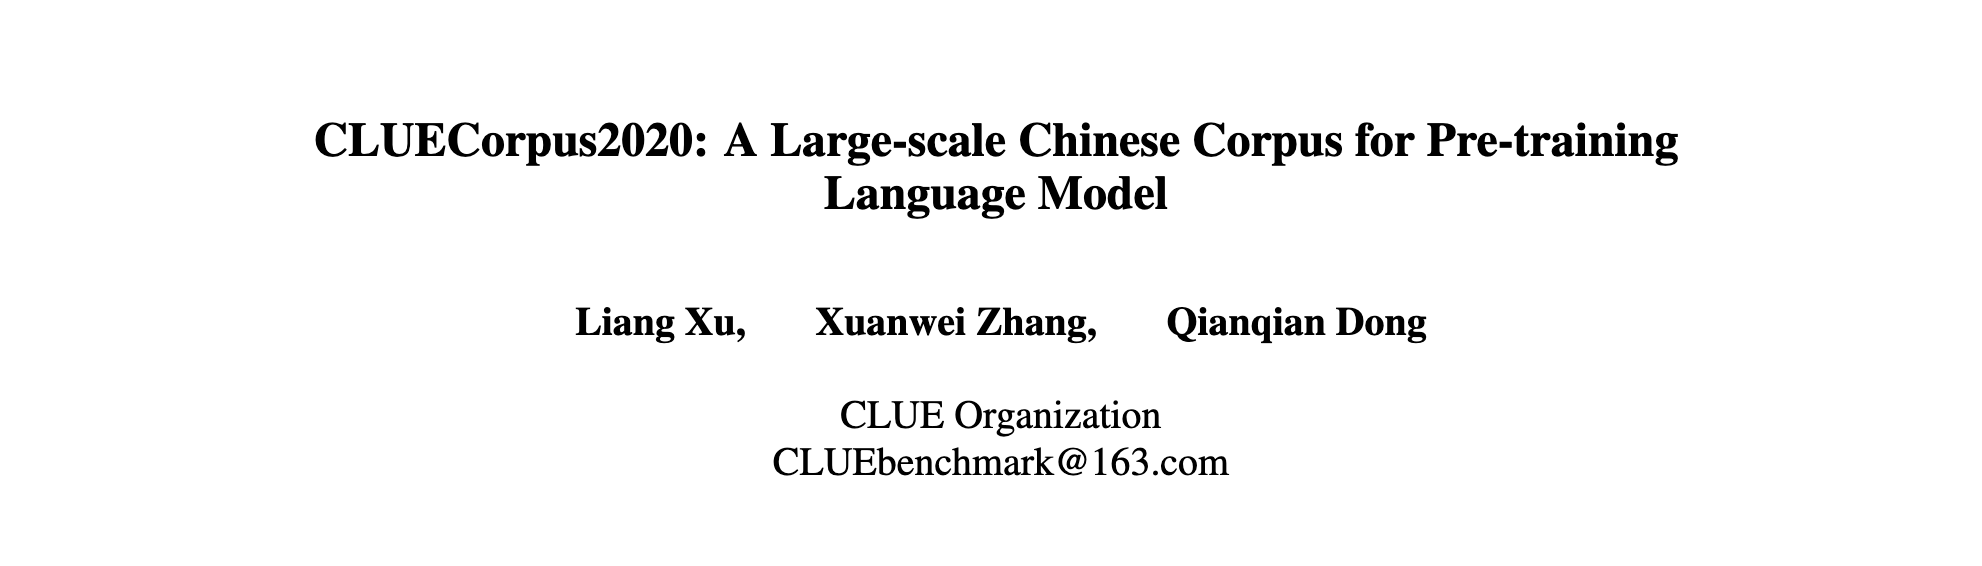 CLUECorpus2020: A Large-scale Chinese Corpus for Pre-training
Language Model
Liang Xu, Xuanwei Zhang, Qianqian Dong
CLUE Organization
CLUEbenchmark@163.com